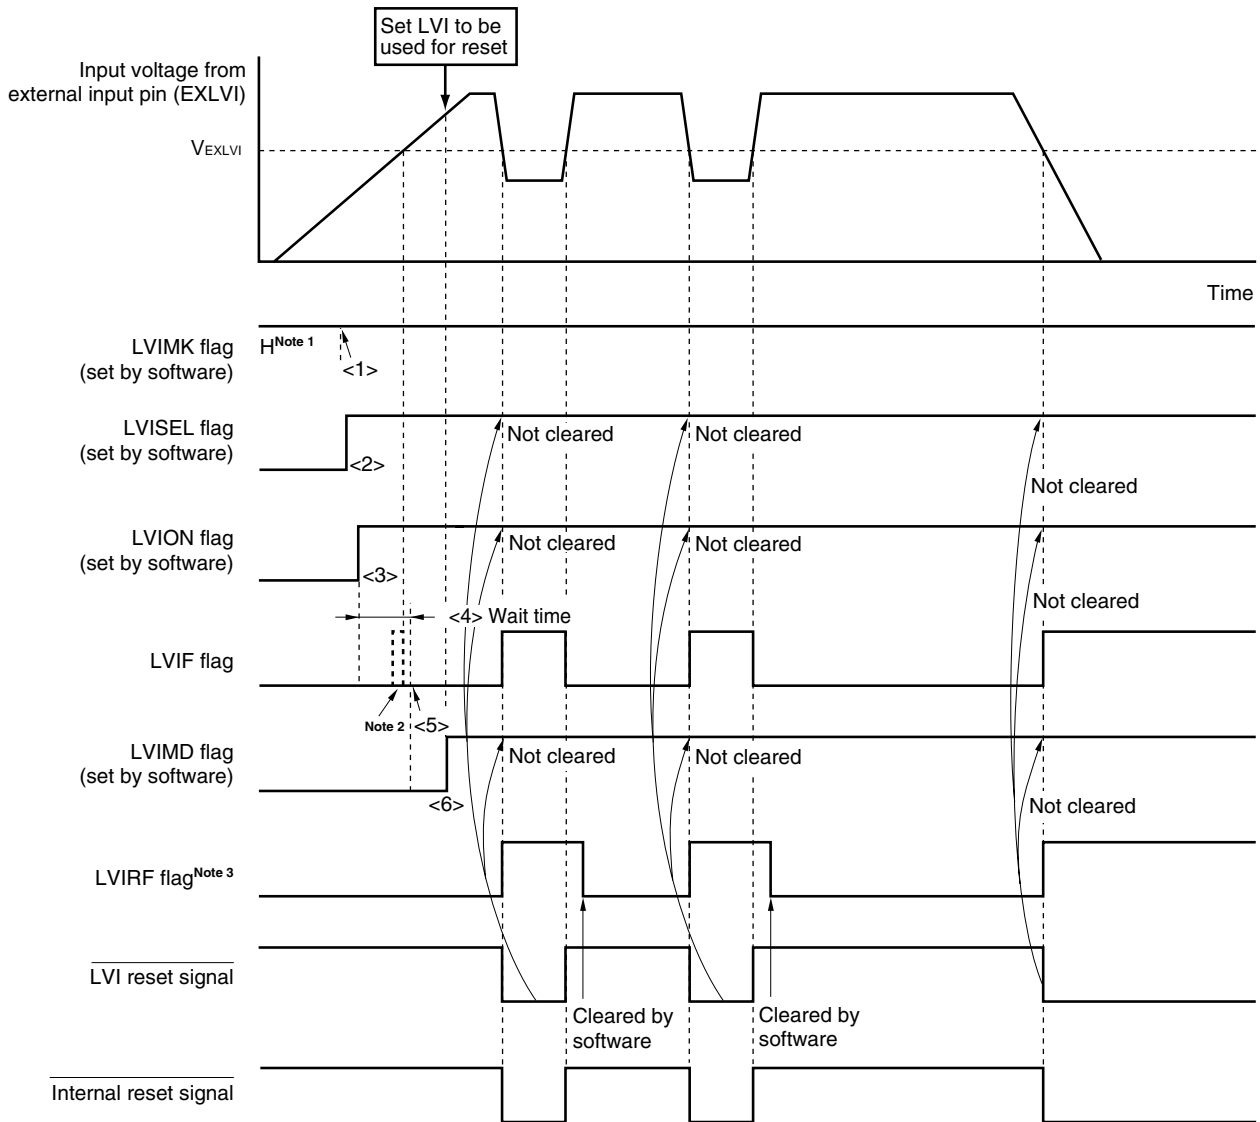 Set LVI to be
used for reset
Input voltage from
external input pin (EXLVI)
VEXLVI
Time
LVIMK flag
(set by software)
H Note 1
<1>
LVISEL flag
(set by software)
<2>
Not cleared
Not cleared
Not cleared
LVION flag
(set by software)
<3>
Not cleared
Not cleared
Not cleared
<4> Wait time
LVIF flag
Note 2
<5>
LVIMD flag
(set by software)
<6>
Not cleared
Not cleared
Not cleared
LVIRF flag Note 3
LVI reset signal
Cleared by
software
Cleared by
software
Internal reset signal